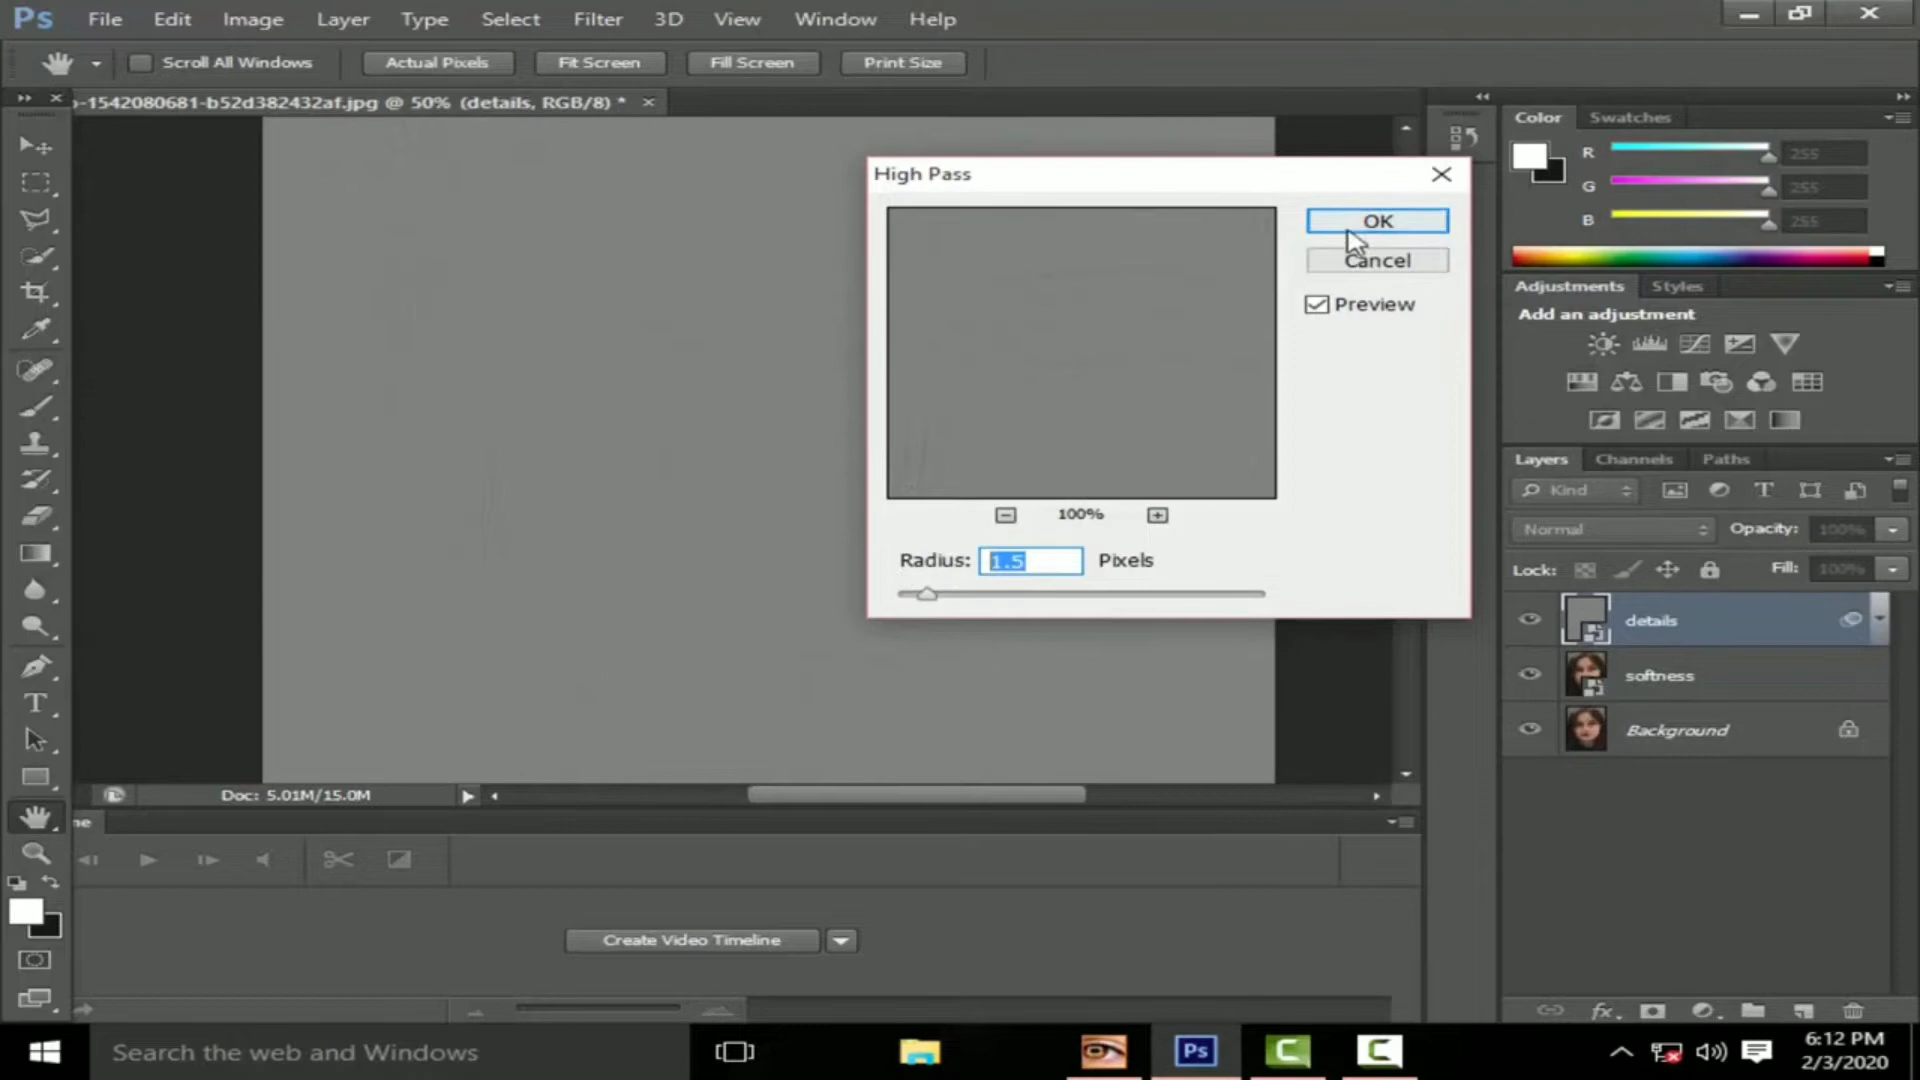 Ps File Edit Image Layer Type Select Filter 3D View Window Help
Scroll All Windows Actual Pixels Fit Screen Fill Screen Print Size
-1542080681-b52d382432af.jpg @ 50% (details, RGB/8) *
High Pass
OK
Cancel
Preview
100%
Radius: 1.5 Pixels
Color Swatches
R 255
G 255
B 255
Adjustments Styles
Add an adjustment
Layers Channels Paths
Kind
Normal Opacity: 100%
Lock: Fill: 100%
details
softness
Background
Doc: 5.01M/15.0M
ne
Create Video Timeline
Search the web and Windows
Ps
6:12 PM
2/3/2020